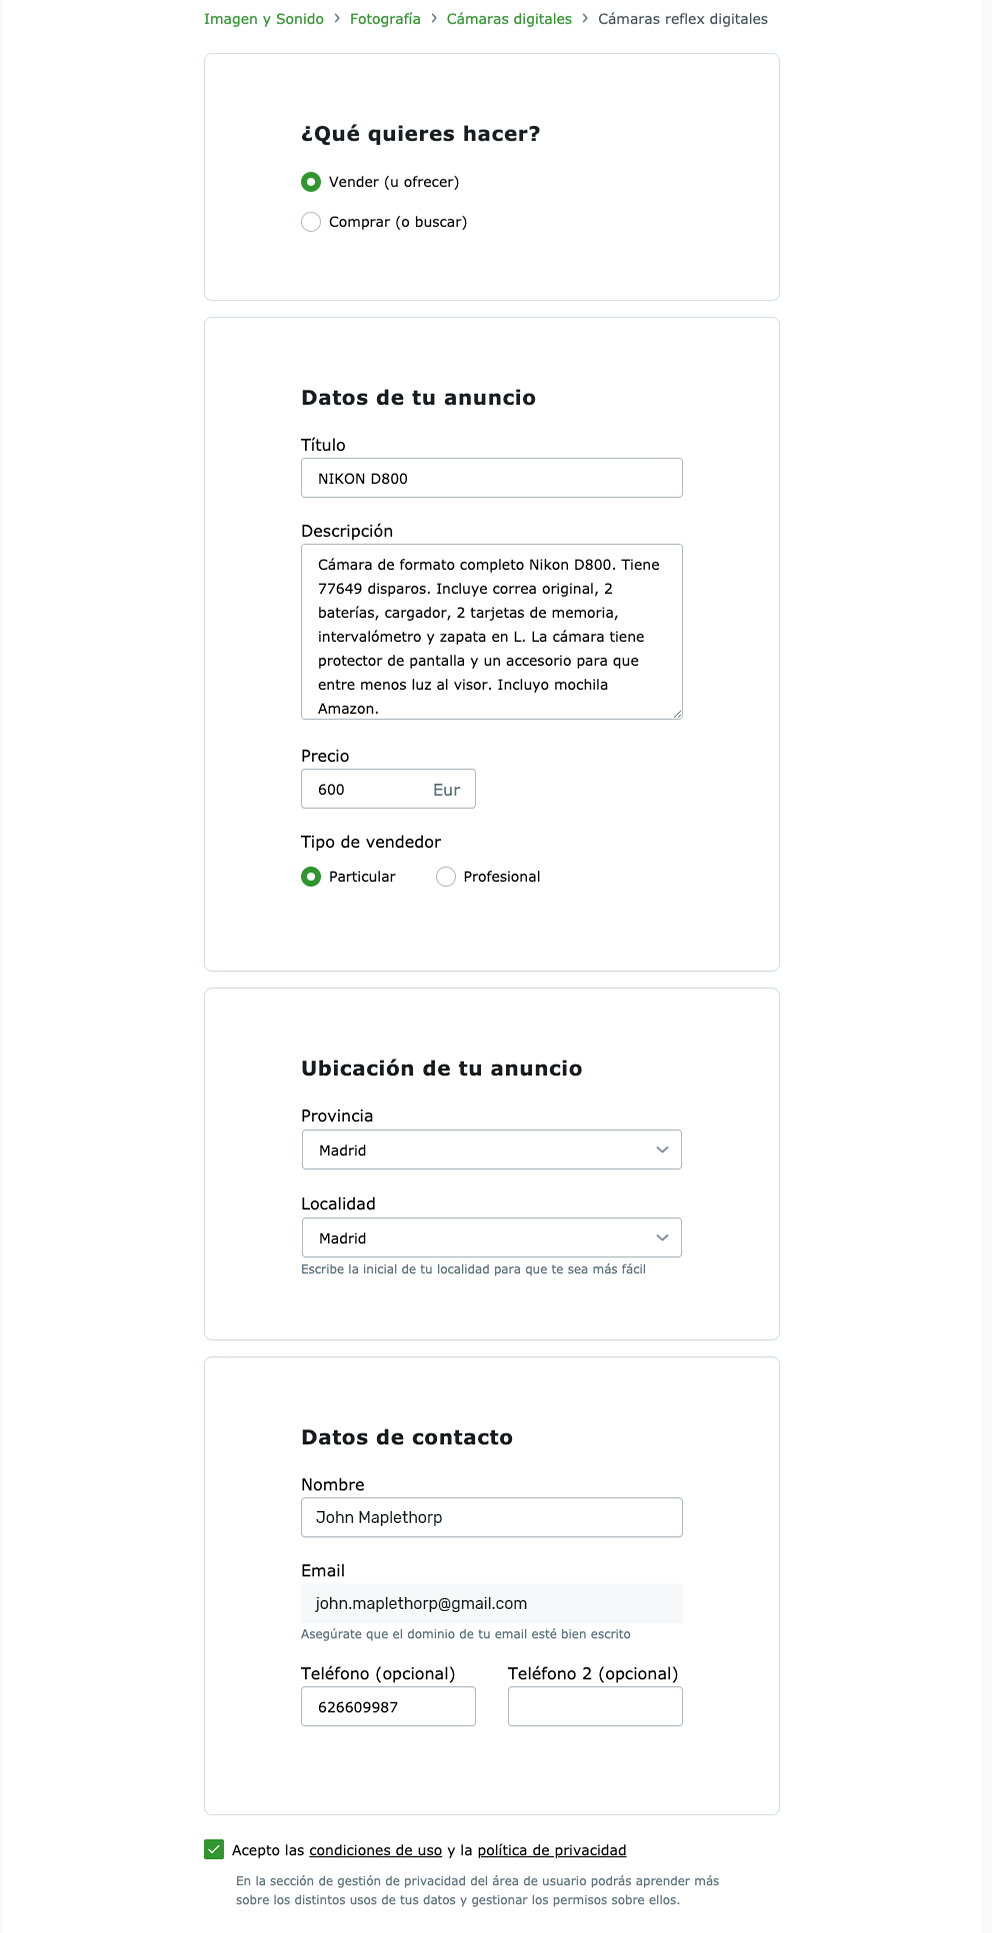 Imagen y Sonido > Fotografía > Cámaras digitales > Cámaras reflex digitales
¿Qué quieres hacer?
Vender (u ofrecer)
Comprar (o buscar)
Datos de tu anuncio
Título
NIKON D800
Descripción
Cámara de formato completo Nikon D800. Tiene
77649 disparos. Incluye correa original, 2
baterías, cargador, 2 tarjetas de memoria,
intervalómetro y zapata en L. La cámara tiene
protector de pantalla y un accesorio para que
entre menos luz al visor. Incluyo mochila
Amazon.
Precio
600 Eur
Tipo de vendedor
Particular Profesional
Ubicación de tu anuncio
Provincia
Madrid
Localidad
Madrid
Escribe la inicial de tu localidad para que te sea más fácil
Datos de contacto
Nombre
John Maplethorp
Email
john.maplethorp@gmail.com
Asegúrate que el dominio de tu email esté bien escrito
Teléfono (opcional) Teléfono 2 (opcional)
626609987
Acepto las condiciones de uso y la política de privacidad
En la sección de gestión de privacidad del área de usuario podrás aprender más
sobre los distintos usos de tus datos y gestionar los permisos sobre ellos.